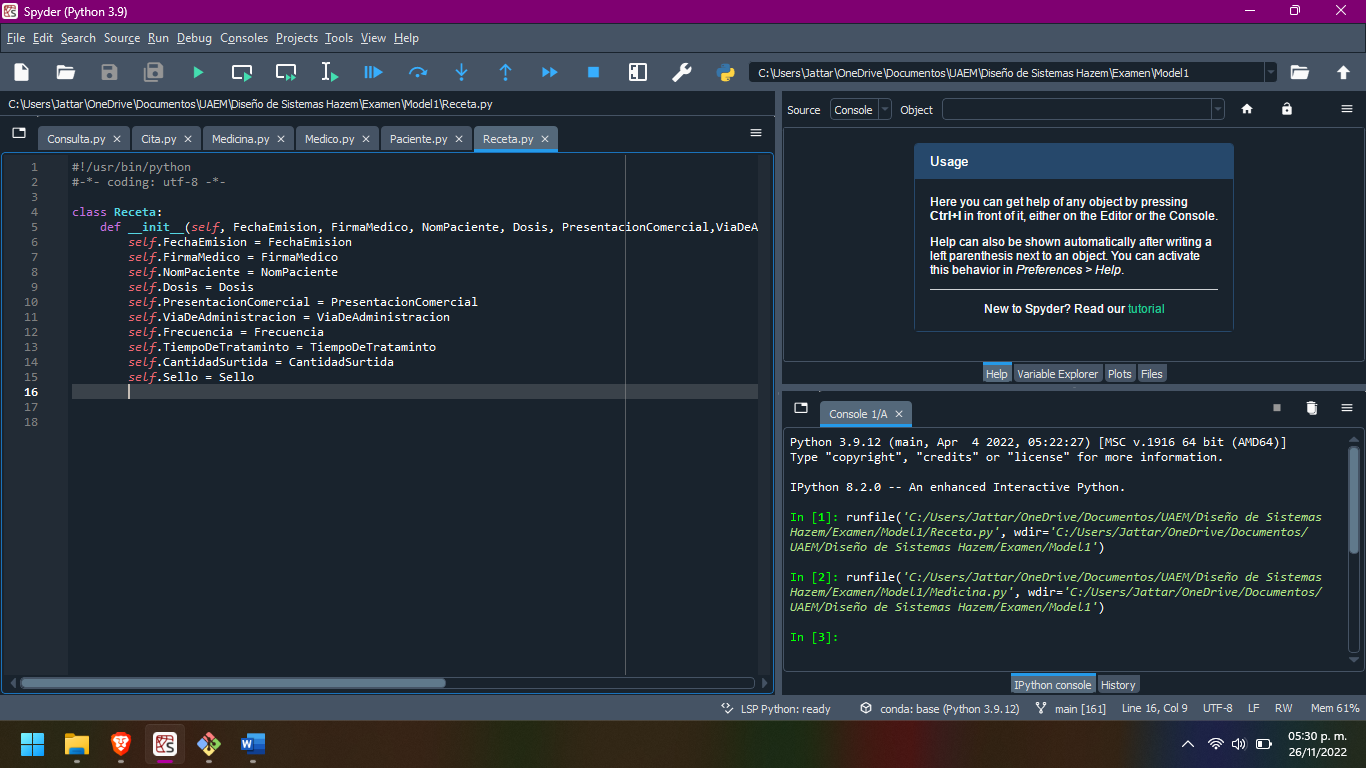 Spyder (Python 3.9)
File Edit Search Source Run Debug Consoles Projects Tools View Help
C:\Users\Jattar\OneDrive\Documentos\UAEM\Diseño de Sistemas Hazem\Examen\Model1
C:\Users\Jattar\OneDrive\Documentos\UAEM\Diseño de Sistemas Hazem\Examen\Model1\Receta.py
Consulta.py Cita.py Medicina.py Medico.py Paciente.py Receta.py
1 #!/usr/bin/python
2 #-*- coding: utf-8 -*-
3
4 class Receta:
5 def __init__(self, FechaEmision, FirmaMedico, NomPaciente, Dosis, PresentacionComercial,ViaDeA
6 self.FechaEmision = FechaEmision
7 self.FirmaMedico = FirmaMedico
8 self.NomPaciente = NomPaciente
9 self.Dosis = Dosis
10 self.PresentacionComercial = PresentacionComercial
11 self.ViaDeAdministracion = ViaDeAdministracion
12 self.Frecuencia = Frecuencia
13 self.TiempoDeTrataminto = TiempoDeTrataminto
14 self.CantidadSurtida = CantidadSurtida
15 self.Sello = Sello
16
17
18
Source Console Object
Usage
Here you can get help of any object by pressing
Ctrl+I in front of it, either on the Editor or the Console.
Help can also be shown automatically after writing a
left parenthesis next to an object. You can activate
this behavior in Preferences > Help.
New to Spyder? Read our tutorial
Help Variable Explorer Plots Files
Console 1/A
Python 3.9.12 (main, Apr  4 2022, 05:22:27) [MSC v.1916 64 bit (AMD64)]
Type "copyright", "credits" or "license" for more information.
IPython 8.2.0 -- An enhanced Interactive Python.
In [1]: runfile('C:/Users/Jattar/OneDrive/Documentos/UAEM/Diseño de Sistemas
Hazem/Examen/Model1/Receta.py', wdir='C:/Users/Jattar/OneDrive/Documentos/
UAEM/Diseño de Sistemas Hazem/Examen/Model1')
In [2]: runfile('C:/Users/Jattar/OneDrive/Documentos/UAEM/Diseño de Sistemas
Hazem/Examen/Model1/Medicina.py', wdir='C:/Users/Jattar/OneDrive/Documentos/
UAEM/Diseño de Sistemas Hazem/Examen/Model1')
In [3]:
IPython console History
LSP Python: ready conda: base (Python 3.9.12) main [161] Line 16, Col 9 UTF-8 LF RW Mem 61%
05:30 p. m.
26/11/2022